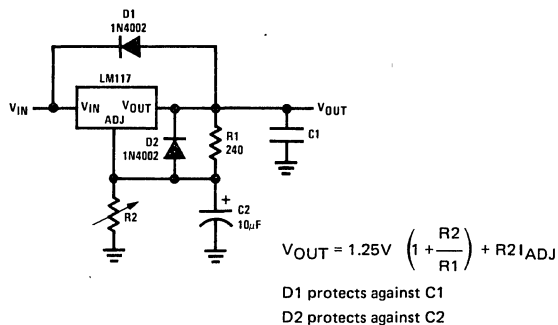 D1
1N4002
LM117
VIN
VIN
VOUT
VOUT
ADJ
D2
1N4002
R1
240
C1
R2
+
C2
10μF
VOUT = 1.25V (1 + R2/R1) + R2IADJ
D1 protects against C1
D2 protects against C2